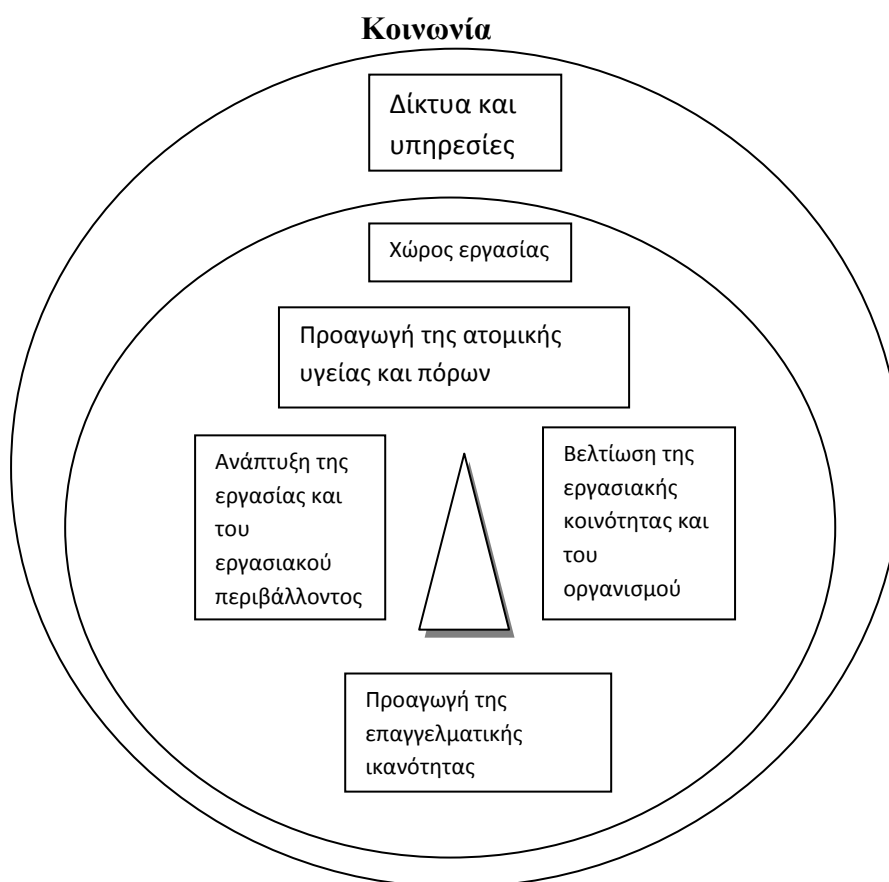 Κοινωνία
Δίκτυα και
υπηρεσίες
Χώρος εργασίας
Προαγωγή της ατομικής
υγείας και πόρων
Ανάπτυξη της
εργασίας και
του
εργασιακού
περιβάλλοντος
Βελτίωση της
εργασιακής
κοινότητας και
του
οργανισμού
Προαγωγή της
επαγγελματικής
ικανότητας